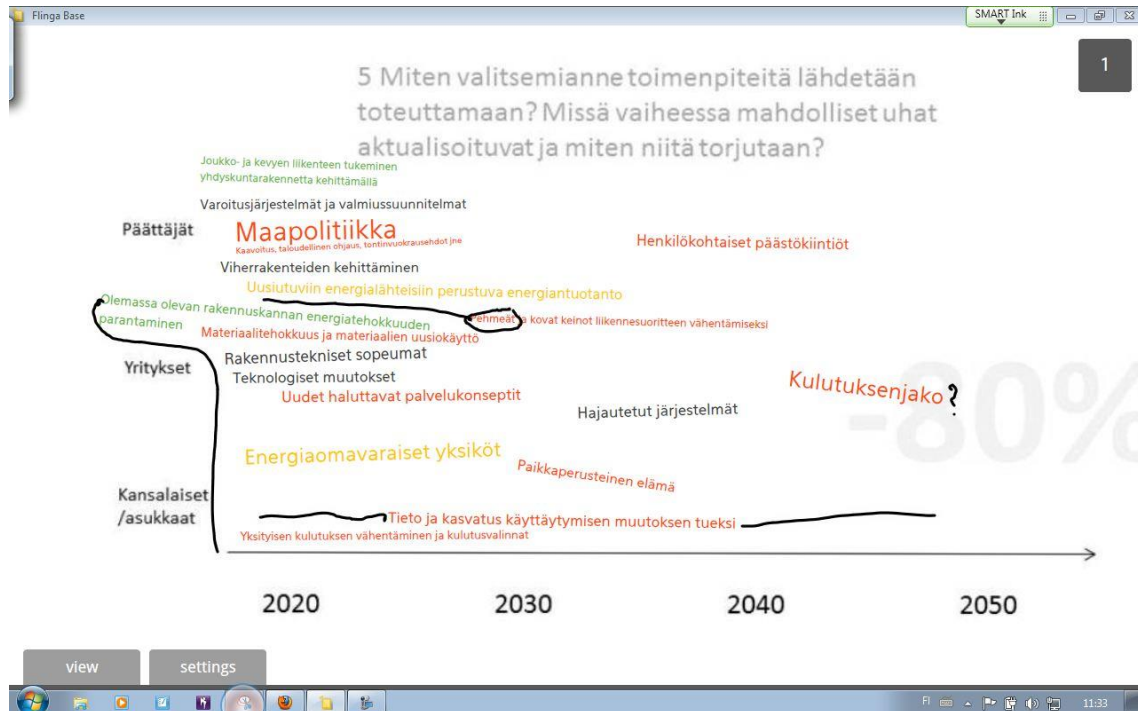 Flinga Base
SMART Ink
1
5 Miten valitsemianne toimenpiteitä lähdetään
toteuttamaan? Missä vaiheessa mahdolliset uhat
aktualisoituvat ja miten niitä torjutaan?
Joukko- ja kevyen liikenteen tukeminen
yhdyskuntarakennetta kehittämällä
Varoitusjärjestelmät ja valmiussuunnitelmat
Päättäjät
Maapolitiikka
Kaavoitus, taloudellinen ohjaus, tontinvuokrausehdot jne
Henkilökohtaiset päästökiintiöt
Viherrakenteiden kehittäminen
Uusiutuviin energialähteisiin perustuva energiantuotanto
Olemassa olevan rakennuskannan energiatehokkuuden
parantaminen
Pehmeät ja kovat keinot liikennesuoritteen vähentämiseksi
Materiaalitehokkuus ja materiaalien uusiokäyttö
Yritykset
Rakennustekniset sopeumat
Teknologiset muutokset
Uudet haluttavat palvelukonseptit
Kulutuksenjako ?
Hajautetut järjestelmät
-80%
Energiaomavaraiset yksiköt
Paikkaperusteinen elämä
Kansalaiset
/asukkaat
Tieto ja kasvatus käyttäytymisen muutoksen tueksi
Yksityisen kulutuksen vähentäminen ja kulutusvalinnat
2020 2030 2040 2050
view settings
FI 11:33